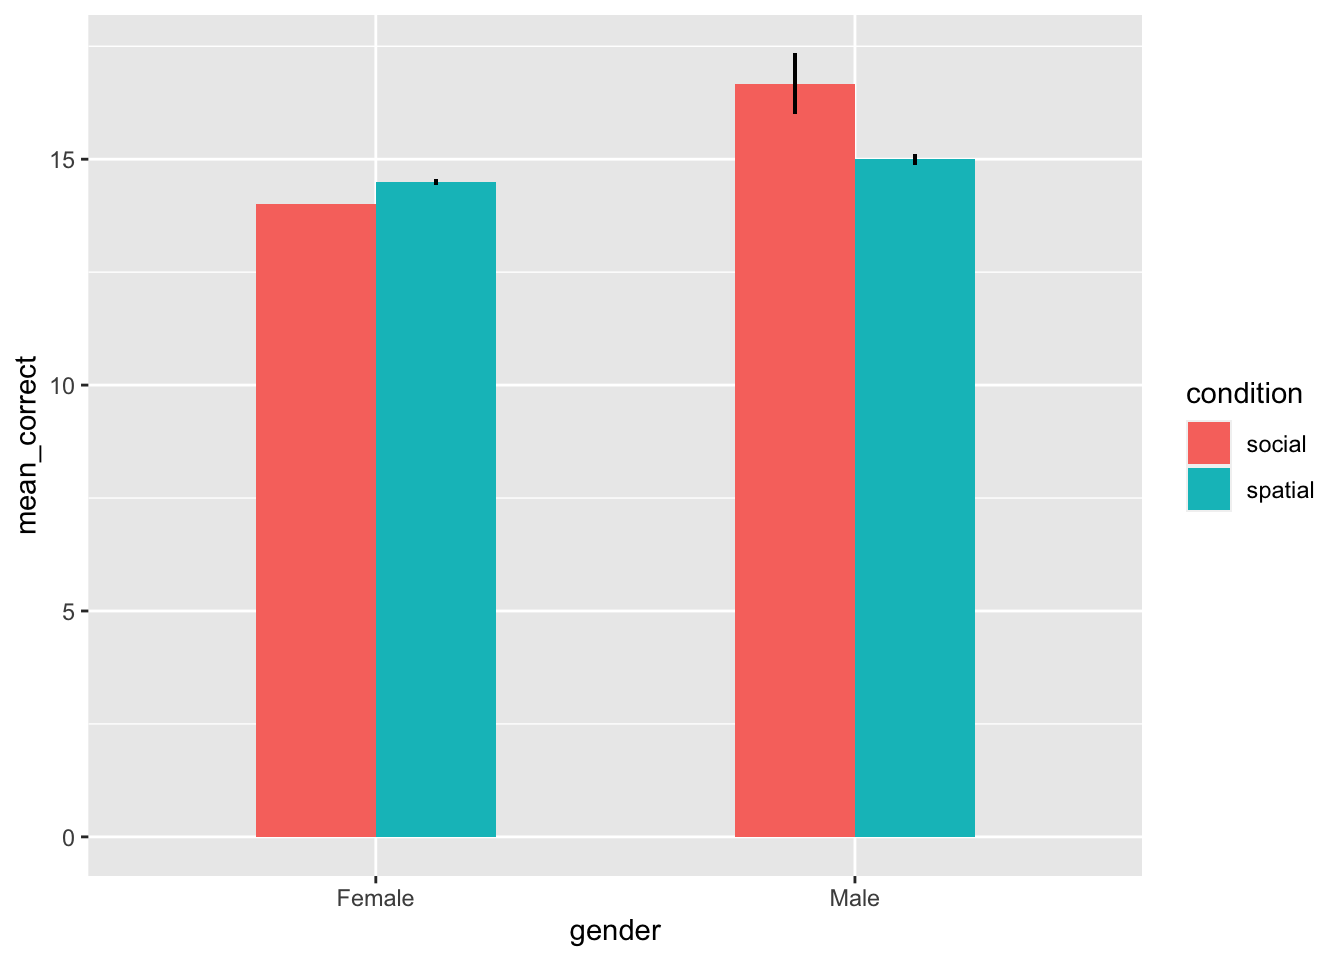 mean_correct
15
10
5
0
Female
Male
gender
condition
social
spatial